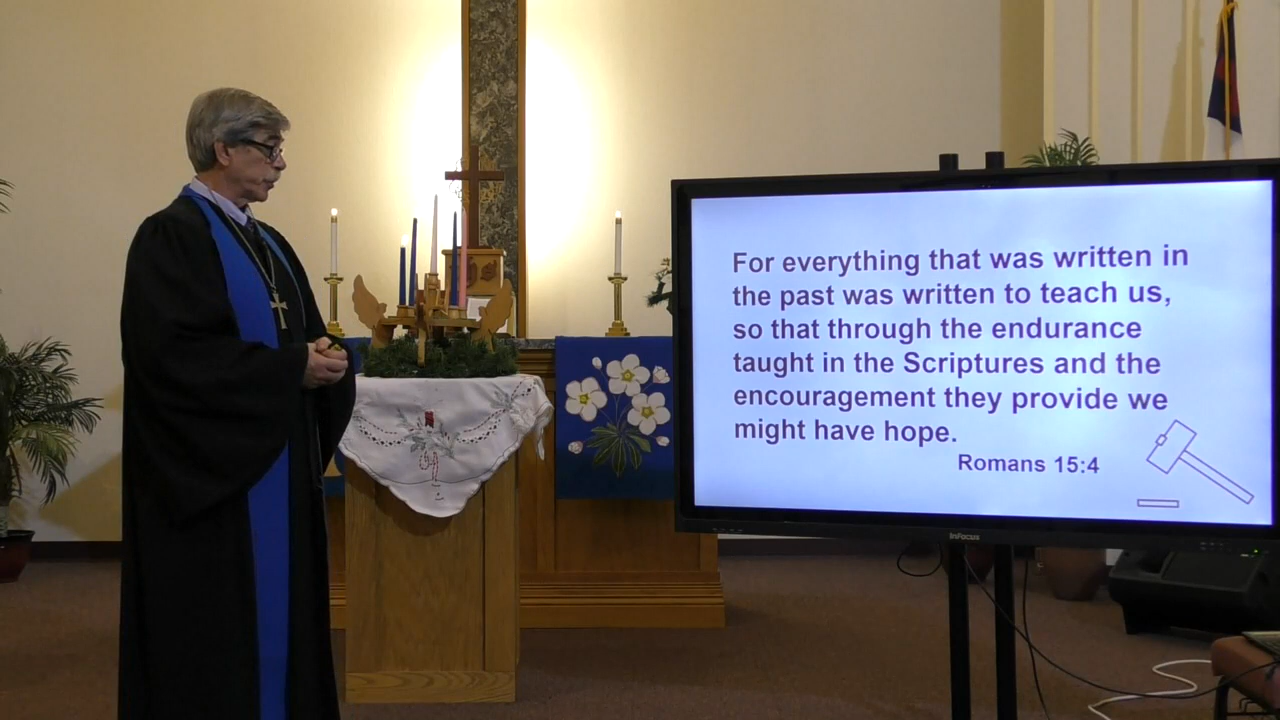 For everything that was written in
the past was written to teach us,
so that through the endurance
taught in the Scriptures and the
encouragement they provide we
might have hope.
Romans 15:4
InFocus